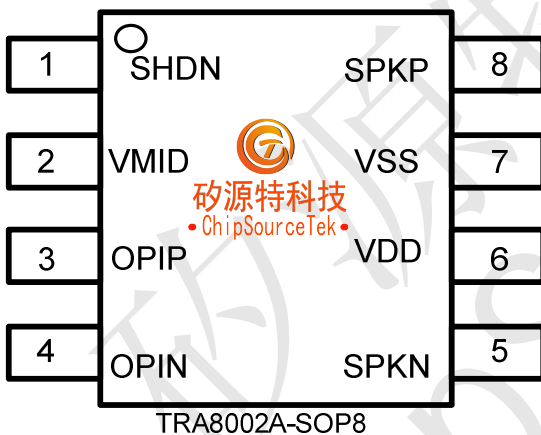 1 SHDN SPKP 8
2 VMID VSS 7
矽源特科技
•ChipSourceTek•
3 OPIP VDD 6
4 OPIN SPKN 5
TRA8002A-SOP8